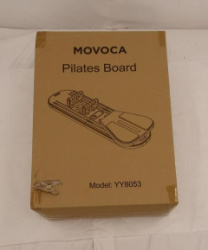 MOVOCA
Pilates Board
Model: YY8053